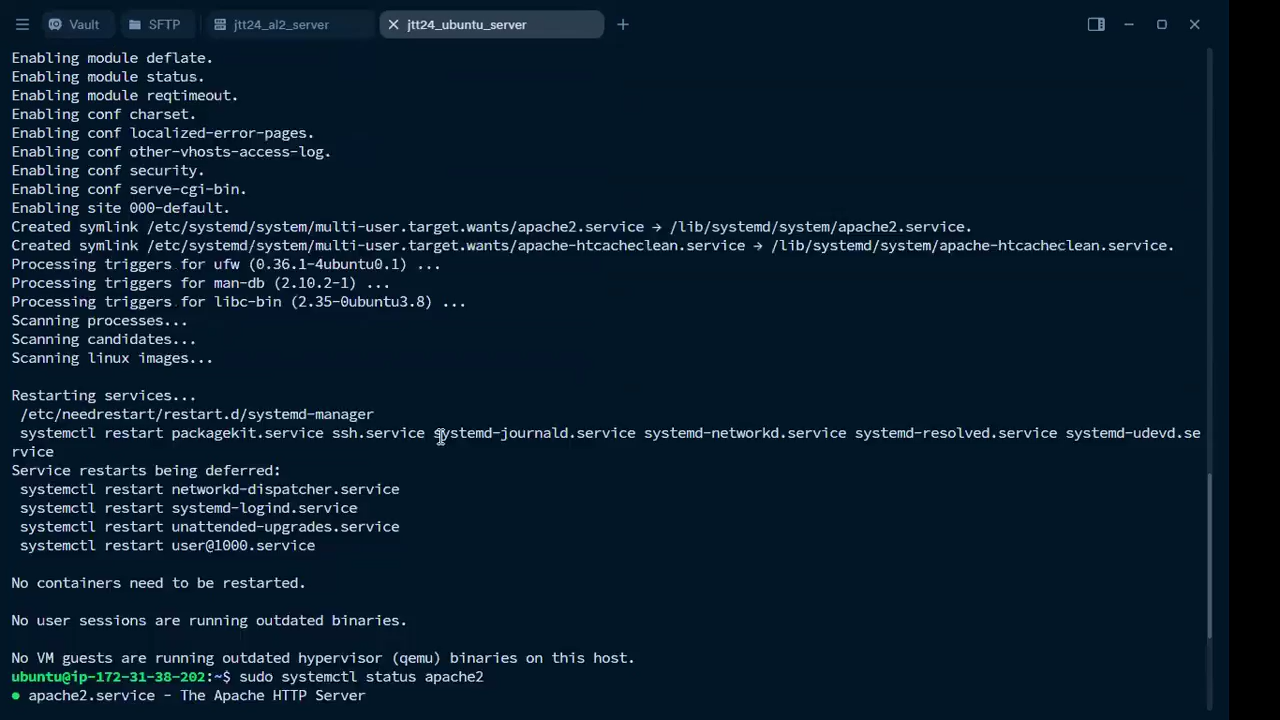 Vault
SFTP
jtt24_al2_server
jtt24_ubuntu_server
Enabling module deflate.
Enabling module status.
Enabling module reqtimeout.
Enabling conf charset.
Enabling conf localized-error-pages.
Enabling conf other-vhosts-access-log.
Enabling conf security.
Enabling conf serve-cgi-bin.
Enabling site 000-default.
Created symlink /etc/systemd/system/multi-user.target.wants/apache2.service → /lib/systemd/system/apache2.service.
Created symlink /etc/systemd/system/multi-user.target.wants/apache-htcacheclean.service → /lib/systemd/system/apache-htcacheclean.service.
Processing triggers for ufw (0.36.1-4ubuntu0.1) ...
Processing triggers for man-db (2.10.2-1) ...
Processing triggers for libc-bin (2.35-0ubuntu3.8) ...
Scanning processes...
Scanning candidates...
Scanning linux images...
Restarting services...
/etc/needrestart/restart.d/systemd-manager
systemctl restart packagekit.service ssh.service systemd-journald.service systemd-networkd.service systemd-resolved.service systemd-udevd.se
rvice
Service restarts being deferred:
systemctl restart networkd-dispatcher.service
systemctl restart systemd-logind.service
systemctl restart unattended-upgrades.service
systemctl restart user@1000.service
No containers need to be restarted.
No user sessions are running outdated binaries.
No VM guests are running outdated hypervisor (qemu) binaries on this host.
ubuntu@ip-172-31-38-202:~$ sudo systemctl status apache2
● apache2.service - The Apache HTTP Server